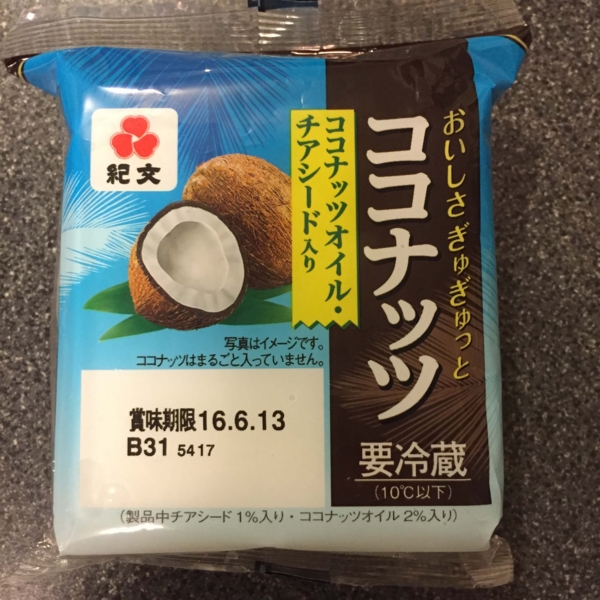 おいしさぎゅぎゅっと
ココナッツ
ココナッツオイル・
チアシード入り
紀文
写真はイメージです。
ココナッツはまるごと入っていません。
賞味期限16.6.13
B31 5417
要冷蔵
(10℃以下)
(製品中チアシード1%入り・ココナッツオイル2%入り)